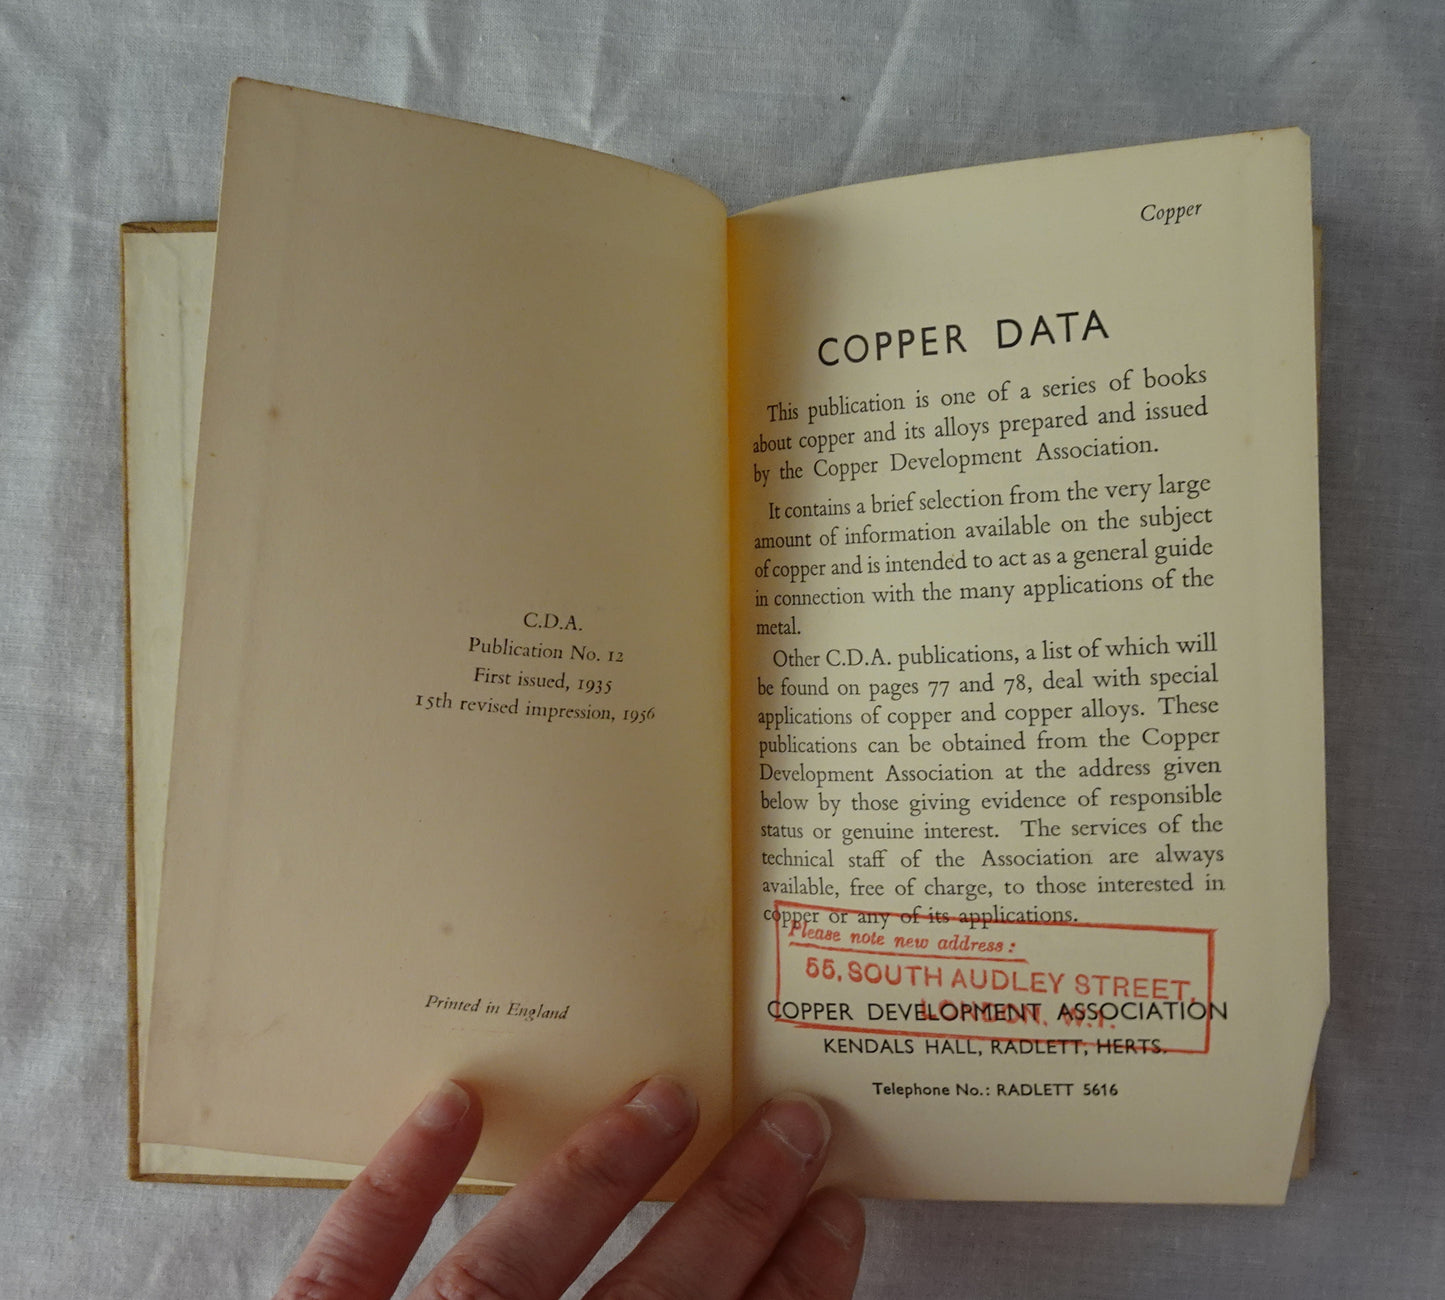 C.D.A.
Publication No. 12
First issued, 1935
15th revised impression, 1956
Printed in England
Copper
COPPER DATA
This publication is one of a series of books
about copper and its alloys prepared and issued
by the Copper Development Association.
It contains a brief selection from the very large
amount of information available on the subject
of copper and is intended to act as a general guide
in connection with the many applications of the
metal.
Other C.D.A. publications, a list of which will
be found on pages 77 and 78, deal with special
applications of copper and copper alloys. These
publications can be obtained from the Copper
Development Association at the address given
below by those giving evidence of responsible
status or genuine interest. The services of the
technical staff of the Association are always
available, free of charge, to those interested in
copper or any of its applications.
Please note new address :
55, SOUTH AUDLEY STREET,
LONDON, W.1.
COPPER DEVELOPMENT ASSOCIATION
KENDALS HALL, RADLETT, HERTS.
Telephone No.: RADLETT 5616